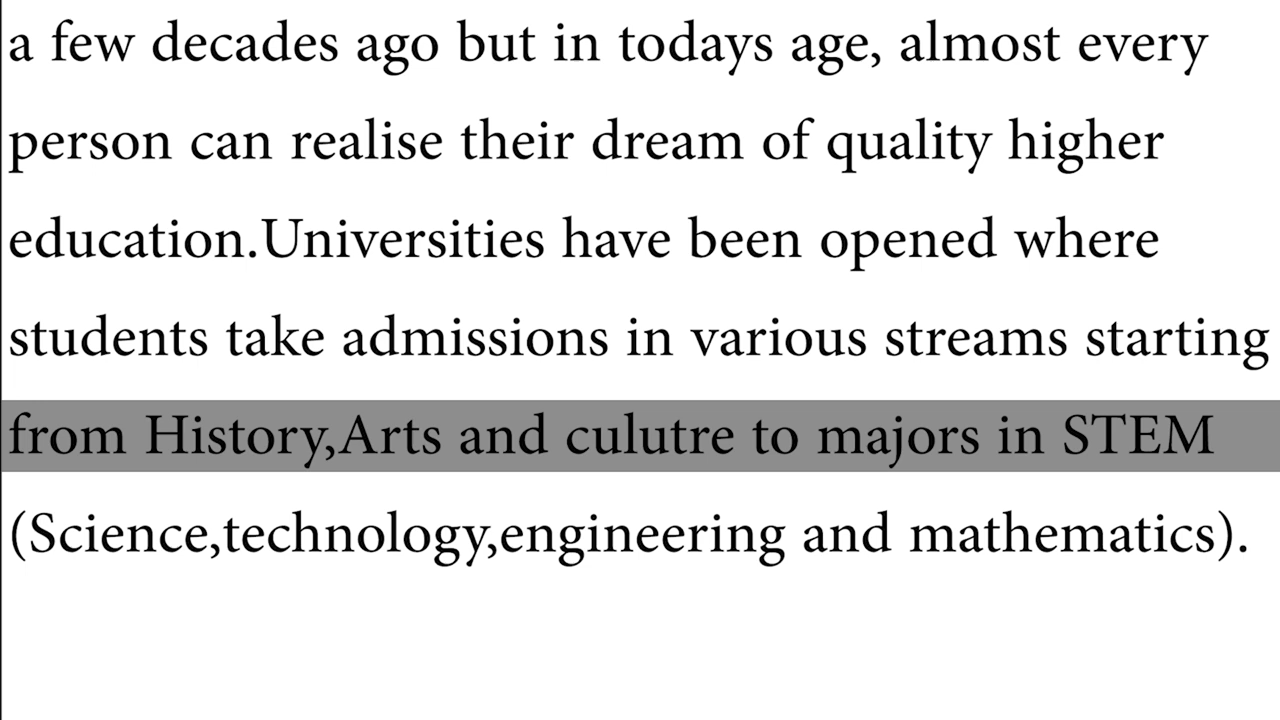 a few decades ago but in todays age, almost every
person can realise their dream of quality higher
education.Universities have been opened where
students take admissions in various streams starting
from History,Arts and culutre to majors in STEM
(Science,technology,engineering and mathematics).